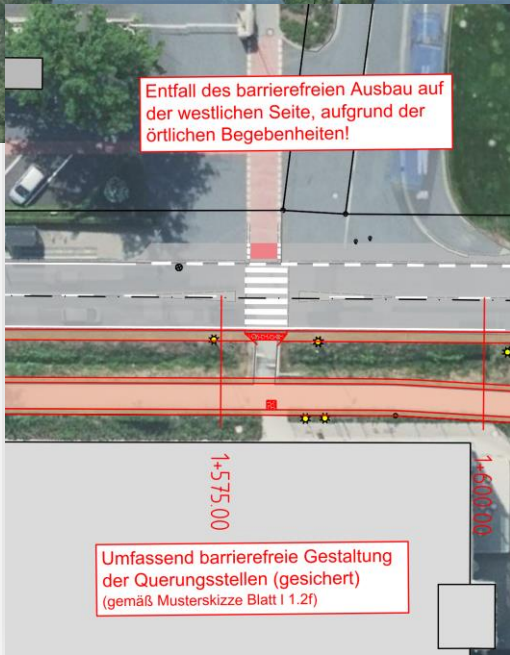 Entfall des barrierefreien Ausbau auf
der westlichen Seite, aufgrund der
örtlichen Begebenheiten!
1+575.00
1+600.00
Umfassend barrierefreie Gestaltung
der Querungsstellen (gesichert)
(gemäß Musterskizze Blatt I 1.2f)